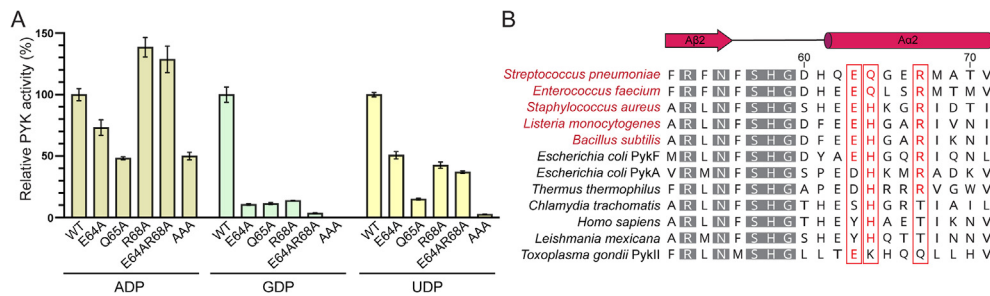 A
Relative PYK activity (%)
150
100
50
0
WT E64A Q65A R68A E64AR68A AAA WT E64A Q65A R68A E64AR68A AAA WT E64A Q65A R68A E64AR68A AAA
ADP GDP UDP
B
Aβ2 Aα2
60 70
Streptococcus pneumoniae F R F N F S H G D H Q E Q G E R M A T V
Enterococcus faecium F R F N F S H G D H E E Q L S R M T M V
Staphylococcus aureus A R L N F S H G S H E E H K G R I D T I
Listeria monocytogenes A R L N F S H G D F E E H G A R I V N I
Bacillus subtilis A R L N F S H G D F E E H G A R I K N I
Escherichia coli PykF M R L N F S H G D Y A E H G Q R I Q N L
Escherichia coli PykA V R M N F S H G S P E D H K M R A D K V
Thermus thermophilus F R L N F S H G A P E D H R R R V G W V
Chlamydia trachomatis A R L N F S H G T H E S H G R T I A I L
Homo sapiens A R L N F S H G T H E Y H A E T I K N V
Leishmania mexicana A R M N F S H G S H E Y H Q T T I N N V
Toxoplasma gondii PykII F R L N M S H G L L T E K H Q Q L L H V